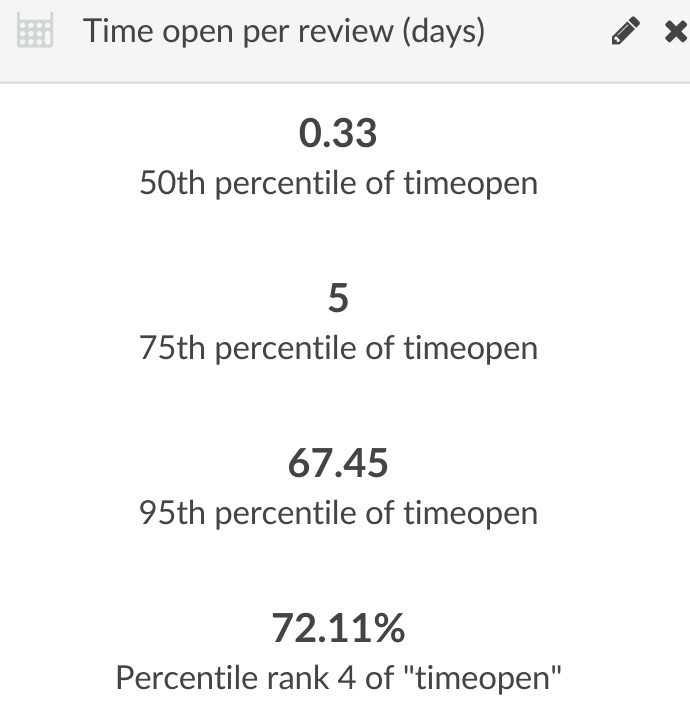 Time open per review (days)
0.33
50th percentile of timeopen
5
75th percentile of timeopen
67.45
95th percentile of timeopen
72.11%
Percentile rank 4 of "timeopen"